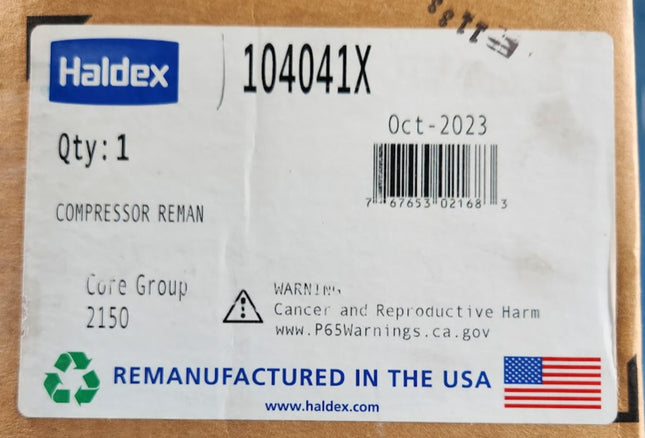 Haldex
104041X
Oct-2023
Qty: 1
7 67653 02168 3
COMPRESSOR REMAN
Core Group
2150
WARNING
Cancer and Reproductive Harm
www.P65Warnings.ca.gov
REMANUFACTURED IN THE USA
www.haldex.com